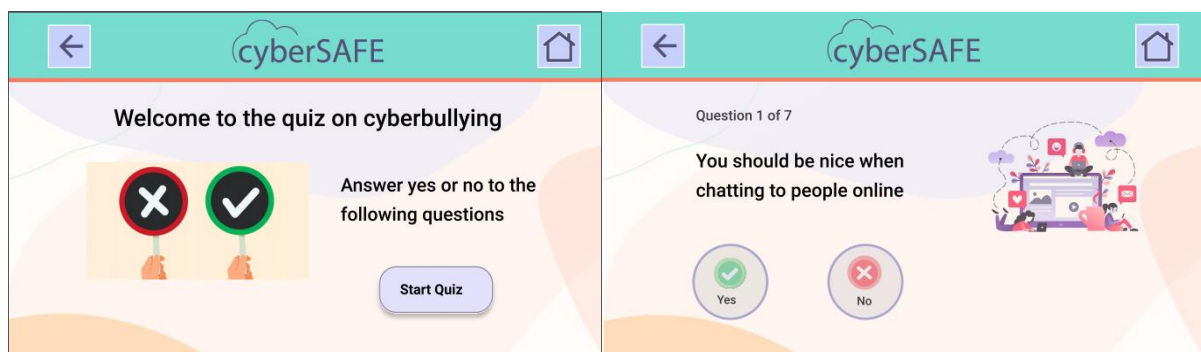 cyberSAFE
Welcome to the quiz on cyberbullying
Answer yes or no to the
following questions
Start Quiz
cyberSAFE
Question 1 of 7
You should be nice when
chatting to people online
Yes
No